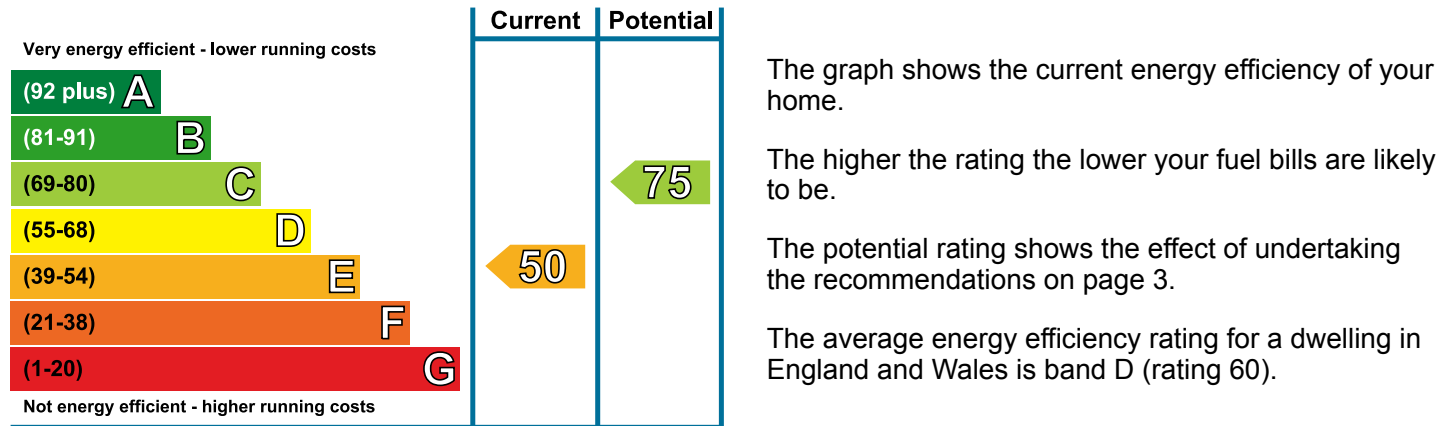 Current Potential
Very energy efficient - lower running costs
(92 plus) A
(81-91) B
(69-80) C
75
(55-68) D
(39-54) E
50
(21-38) F
(1-20) G
Not energy efficient - higher running costs
The graph shows the current energy efficiency of your
home.
The higher the rating the lower your fuel bills are likely
to be.
The potential rating shows the effect of undertaking
the recommendations on page 3.
The average energy efficiency rating for a dwelling in
England and Wales is band D (rating 60).